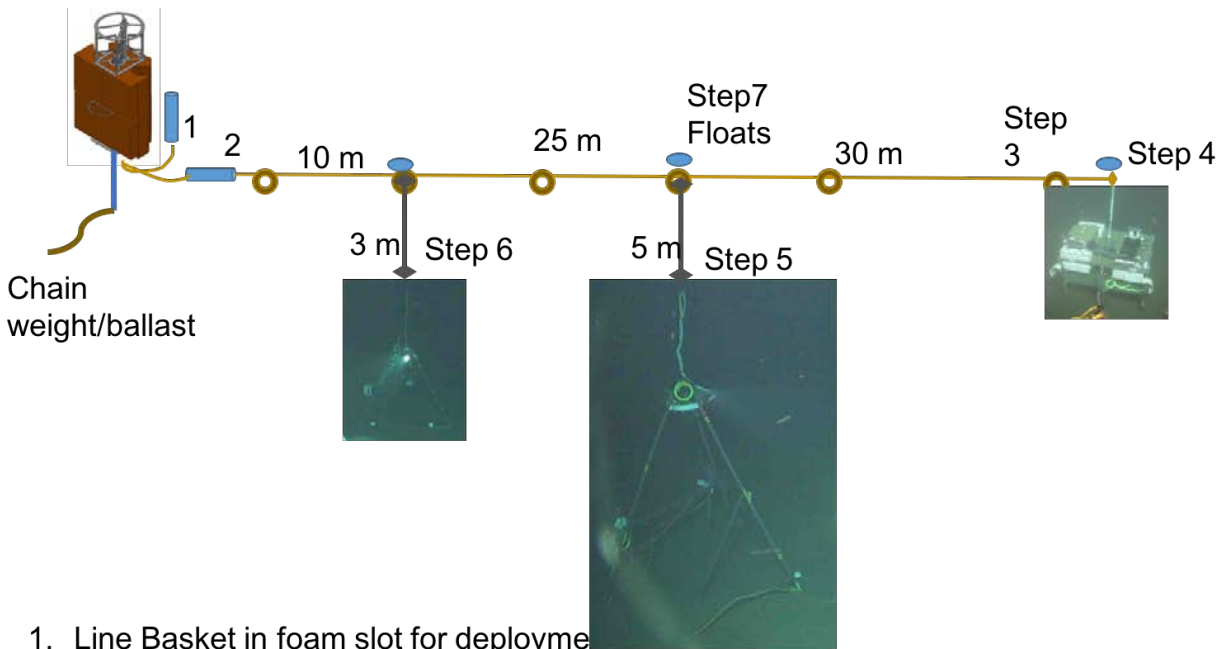 1
2
10 m
25 m
Step7
Floats
30 m
Step
3
Step 4
3 m
Step 6
5 m
Step 5
Chain
weight/ballast
1. Line Basket in foam slot for